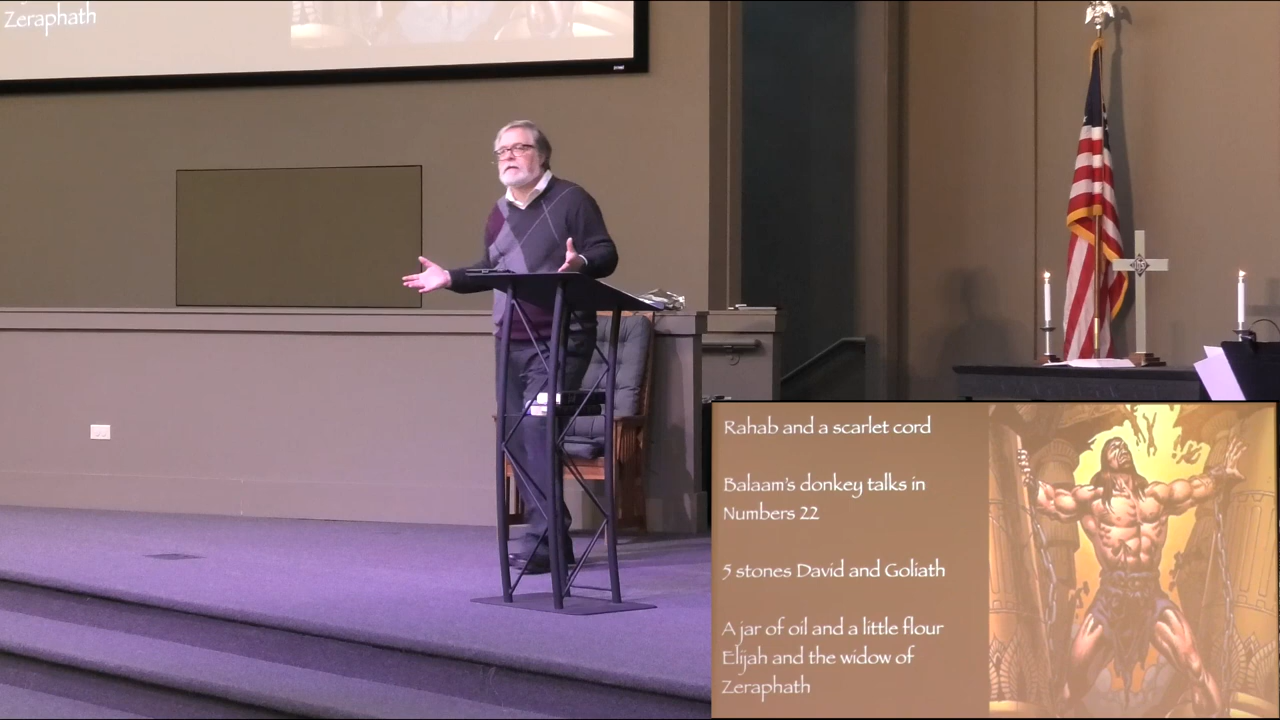 Zeraphath
Rahab and a scarlet cord
Balaam's donkey talks in
Numbers 22
5 stones David and Goliath
A jar of oil and a little flour
Elijah and the widow of
Zeraphath